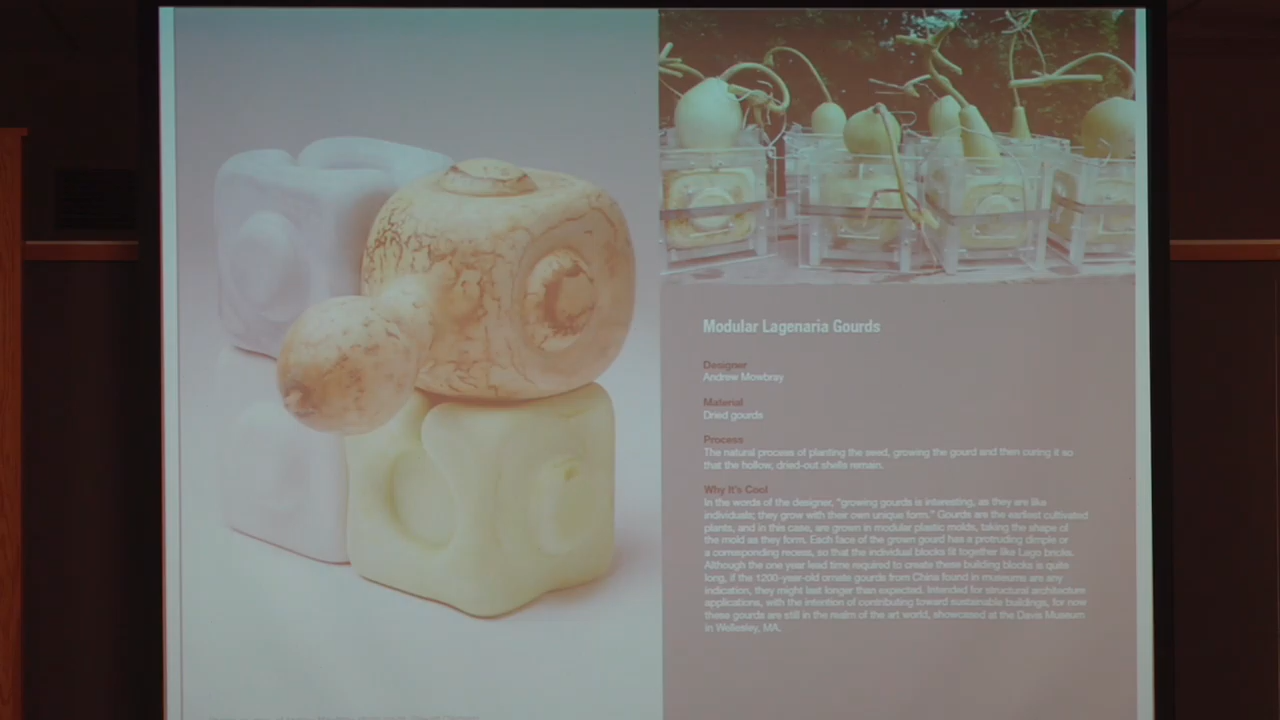 Modular Lagenaria Gourds
Designer
Andrew Mowbray
Material
Dried gourds
Process
The natural process of planting the seed, growing the gourd and then curing it so
that the hollow, dried-out shells remain.
Why It's Cool
In the words of the designer, "growing gourds is interesting, as they are like
individuals; they grow with their own unique form." Gourds are the earliest cultivated
plants, and in this case, are grown in modular plastic molds, taking the shape of
the mold as they form. Each face of the grown gourd has a protruding dimple or
a corresponding recess, so that the individual blocks fit together like Lego bricks.
Although the one year lead time required to create these building blocks is quite
long, if the 1200-year-old ornate gourds from China found in museums are any
indication, they might last longer than expected. Intended for structural architecture
applications, with the intention of contributing toward sustainable buildings, for now
these gourds are still in the realm of the art world, showcased at the Davis Museum
in Wellesley, MA.